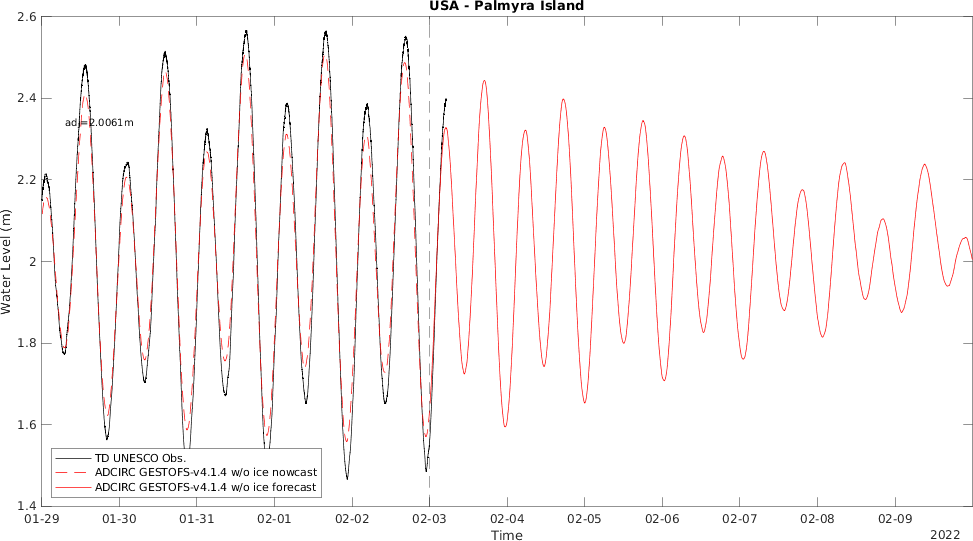 USA - Palmyra Island
2.6
2.4
adj=2.0061m
2.2
2
1.8
1.6
1.4
Water Level (m)
TD UNESCO Obs.
ADCIRC GESTOFS-v4.1.4 w/o ice nowcast
ADCIRC GESTOFS-v4.1.4 w/o ice forecast
01-29 01-30 01-31 02-01 02-02 02-03 02-04 02-05 02-06 02-07 02-08 02-09
Time
2022